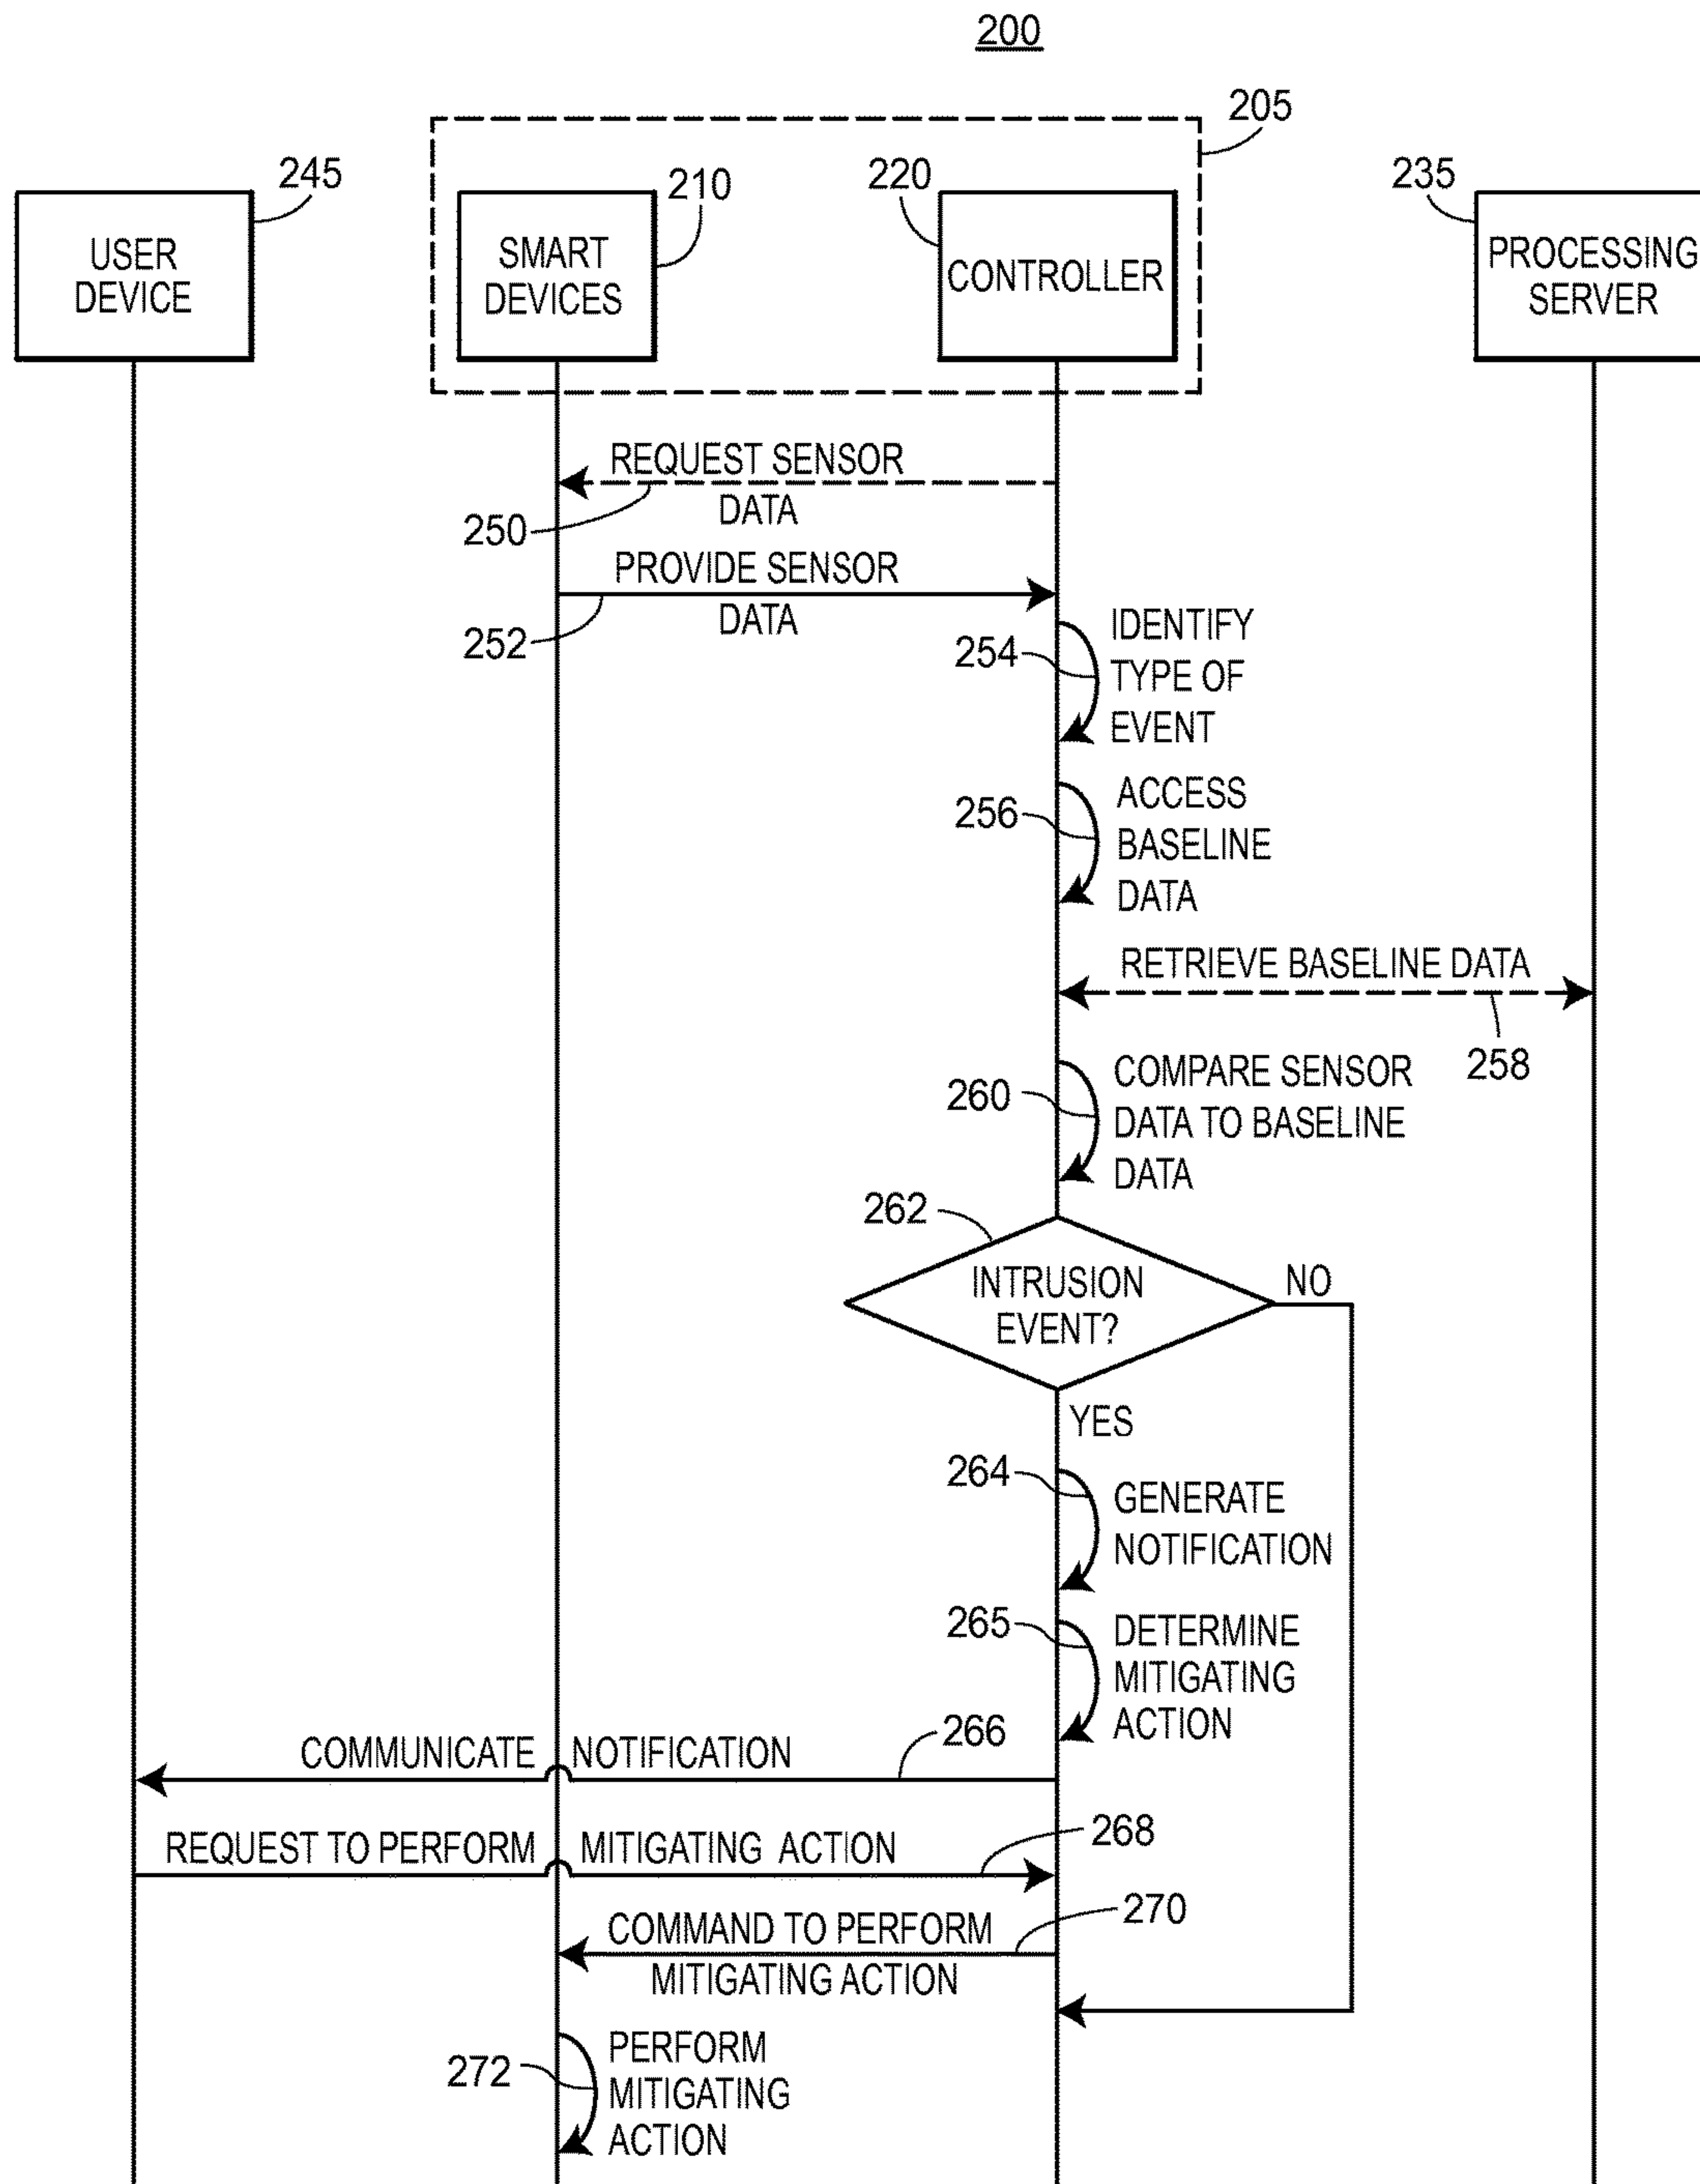 200
205
245
210
220
235
USER
DEVICE
SMART
DEVICES
CONTROLLER
PROCESSING
SERVER
REQUEST SENSOR
DATA
250
PROVIDE SENSOR
DATA
252
IDENTIFY
TYPE OF
EVENT
254
ACCESS
BASELINE
DATA
256
RETRIEVE BASELINE DATA
258
COMPARE SENSOR
DATA TO BASELINE
DATA
260
262
INTRUSION
EVENT?
NO
YES
264
GENERATE
NOTIFICATION
265
DETERMINE
MITIGATING
ACTION
COMMUNICATE NOTIFICATION
266
REQUEST TO PERFORM MITIGATING ACTION
268
COMMAND TO PERFORM
MITIGATING ACTION
270
272
PERFORM
MITIGATING
ACTION